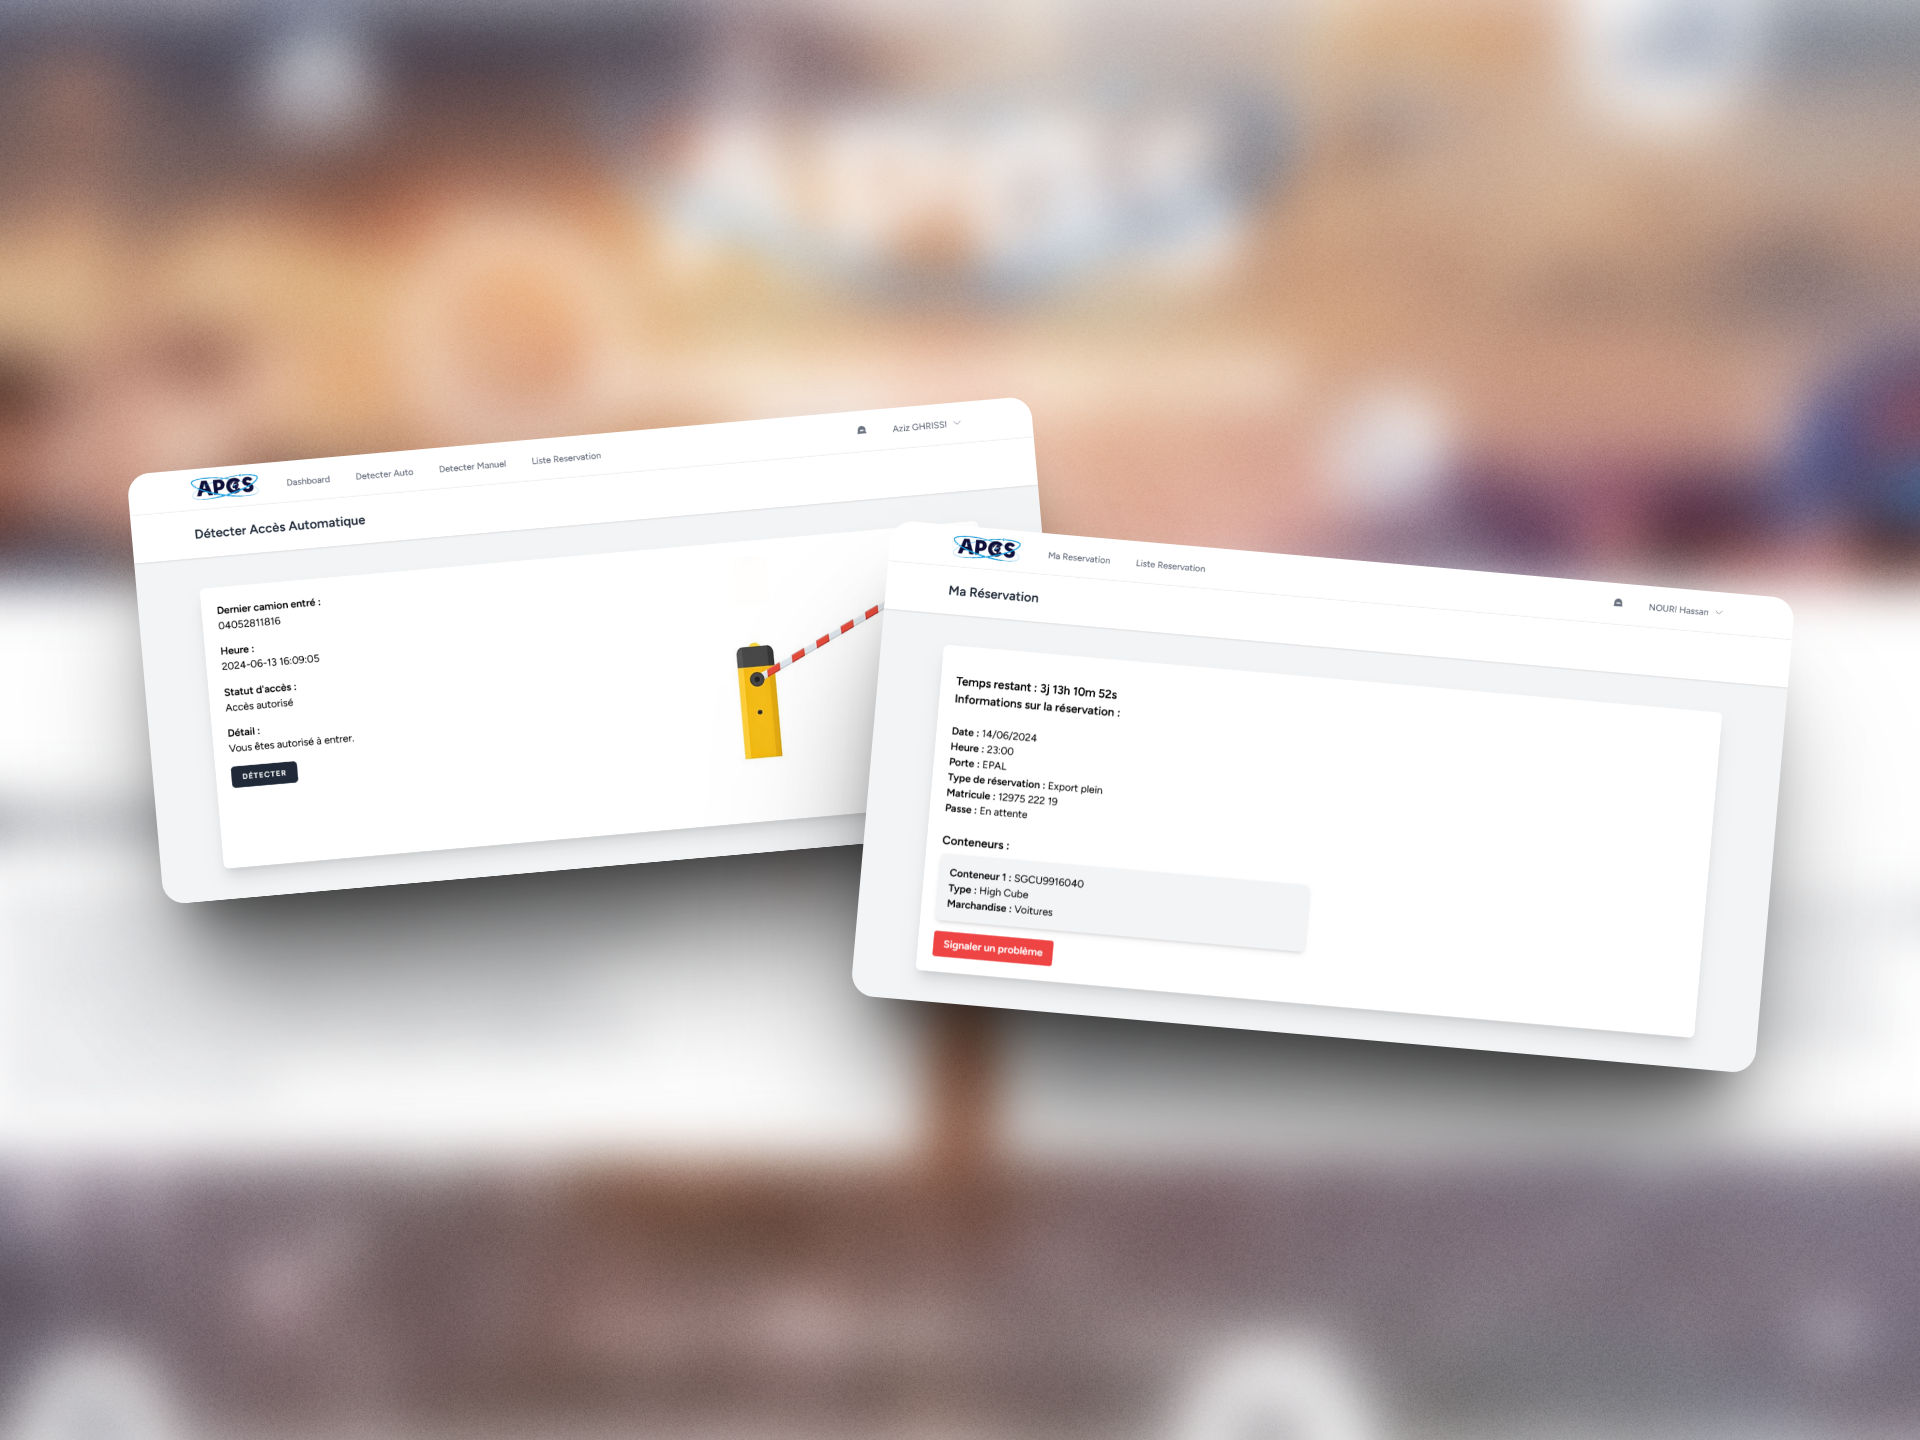 APCS
Dashboard
Detecter Auto
Detecter Manuel
Liste Reservation
Aziz GHRISSI
Détecter Accès Automatique
Dernier camion entré :
04052811816
Heure :
2024-06-13 16:09:05
Statut d'accès :
Accès autorisé
Détail :
Vous êtes autorisé à entrer.
DÉTECTER
APCS
Ma Reservation
Liste Reservation
NOURI Hassan
Ma Réservation
Temps restant : 3j 13h 10m 52s
Informations sur la réservation :
Date : 14/06/2024
Heure : 23:00
Porte : EPAL
Type de réservation : Export plein
Matricule : 12975 222 19
Passe : En attente
Conteneurs :
Conteneur 1 : SGCU9916040
Type : High Cube
Marchandise : Voitures
Signaler un problème